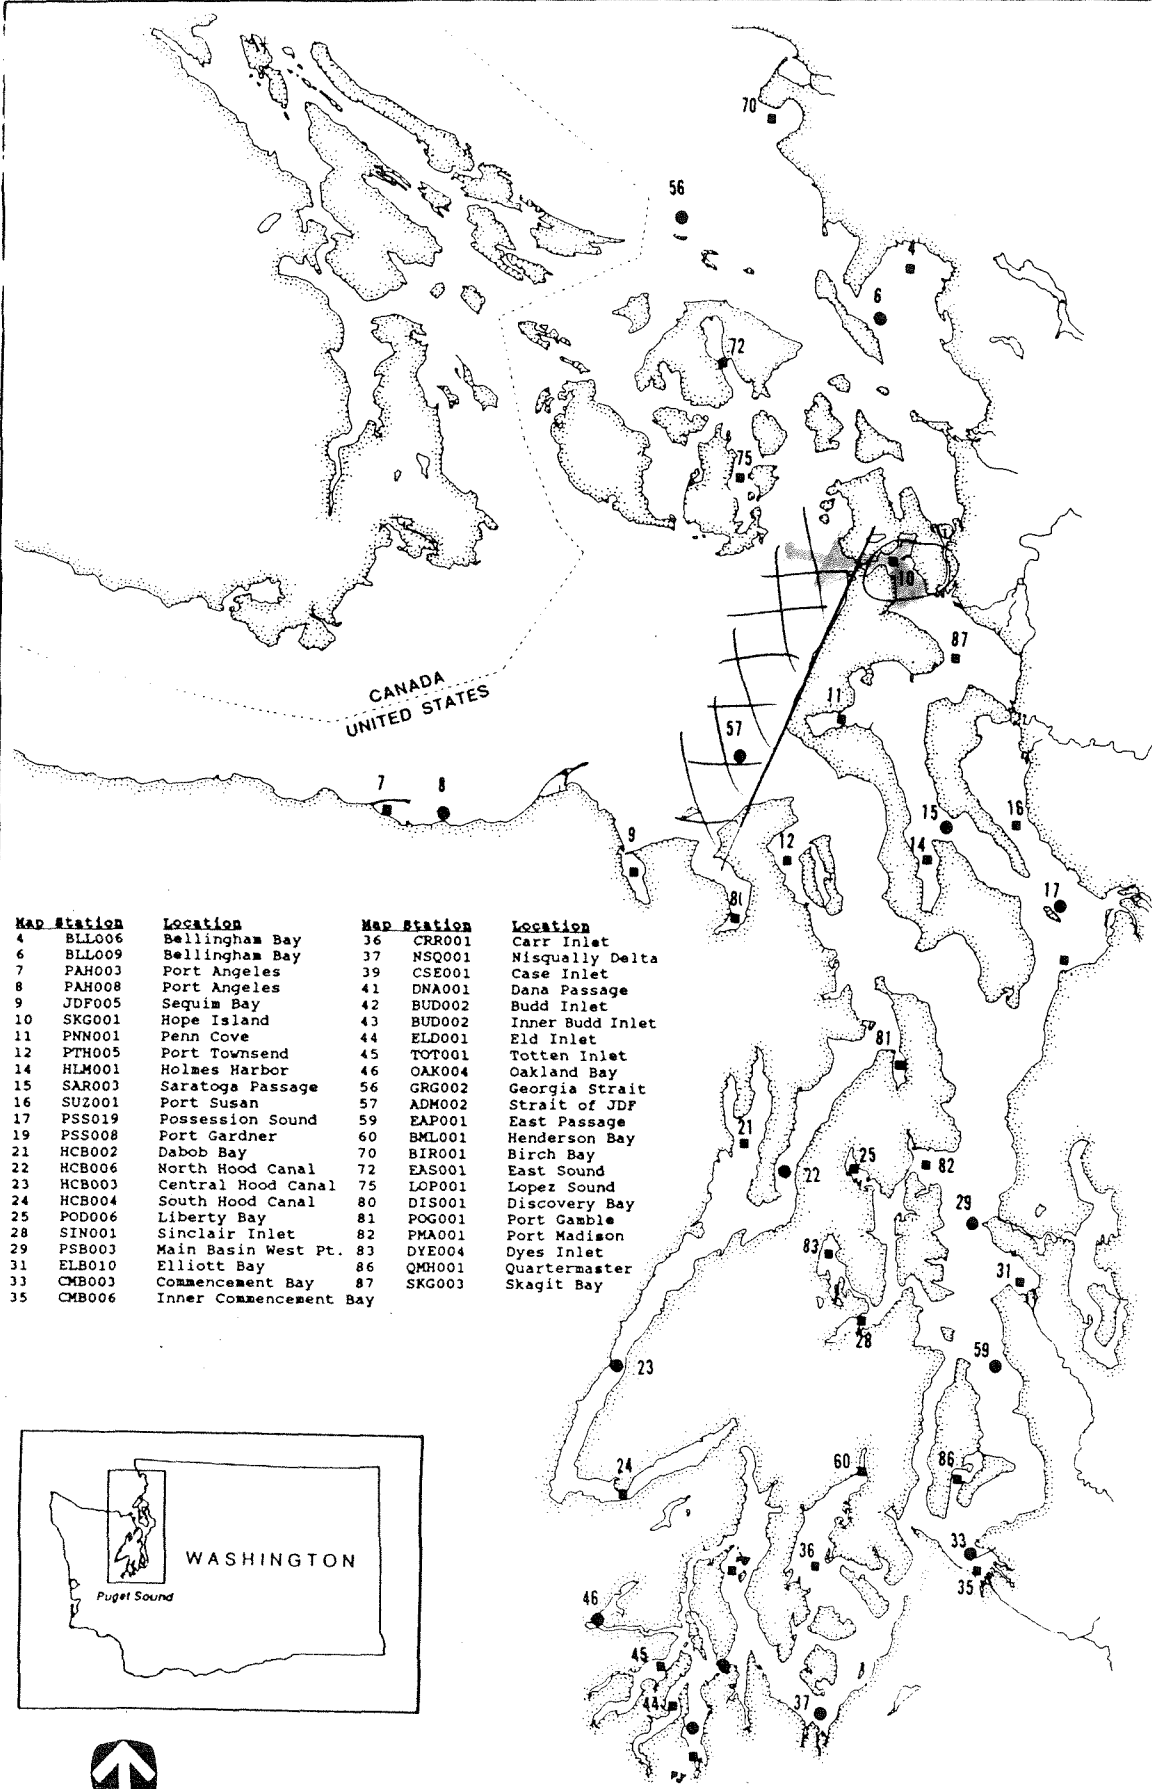 70
56
4
6
72
75
10
87
11
57
7
8
15
16
9
12
14
17
80
CANADA
UNITED STATES
Map Station Location Map Station Location
4 BLL006 Bellingham Bay 36 CRR001 Carr Inlet
6 BLL009 Bellingham Bay 37 NSQ001 Nisqually Delta
7 PAH003 Port Angeles 39 CSE001 Case Inlet
8 PAH008 Port Angeles 41 DNA001 Dana Passage
9 JDF005 Sequim Bay 42 BUD002 Budd Inlet
10 SKG001 Hope Island 43 BUD002 Inner Budd Inlet
11 PNN001 Penn Cove 44 ELD001 Eld Inlet
12 PTH005 Port Townsend 45 TOT001 Totten Inlet
14 HLM001 Holmes Harbor 46 OAK004 Oakland Bay
15 SAR003 Saratoga Passage 56 GRG002 Georgia Strait
16 SUZ001 Port Susan 57 ADM002 Strait of JDF
17 PSS019 Possession Sound 59 EAP001 East Passage
19 PSS008 Port Gardner 60 BML001 Henderson Bay
21 HCB002 Dabob Bay 70 BIR001 Birch Bay
22 HCB006 North Hood Canal 72 EAS001 East Sound
23 HCB003 Central Hood Canal 75 LOP001 Lopez Sound
24 HCB004 South Hood Canal 80 DIS001 Discovery Bay
25 POD006 Liberty Bay 81 POG001 Port Gamble
28 SIN001 Sinclair Inlet 82 PMA001 Port Madison
29 PSB003 Main Basin West Pt. 83 DYE004 Dyes Inlet
31 ELB010 Elliott Bay 86 QMH001 Quartermaster
33 CMB003 Commencement Bay 87 SKG003 Skagit Bay
35 CMB006 Inner Commencement Bay
81
21
22
25
82
29
83
31
28
23
59
24
60
86
33
36
35
46
45
44
37
WASHINGTON
Puget Sound